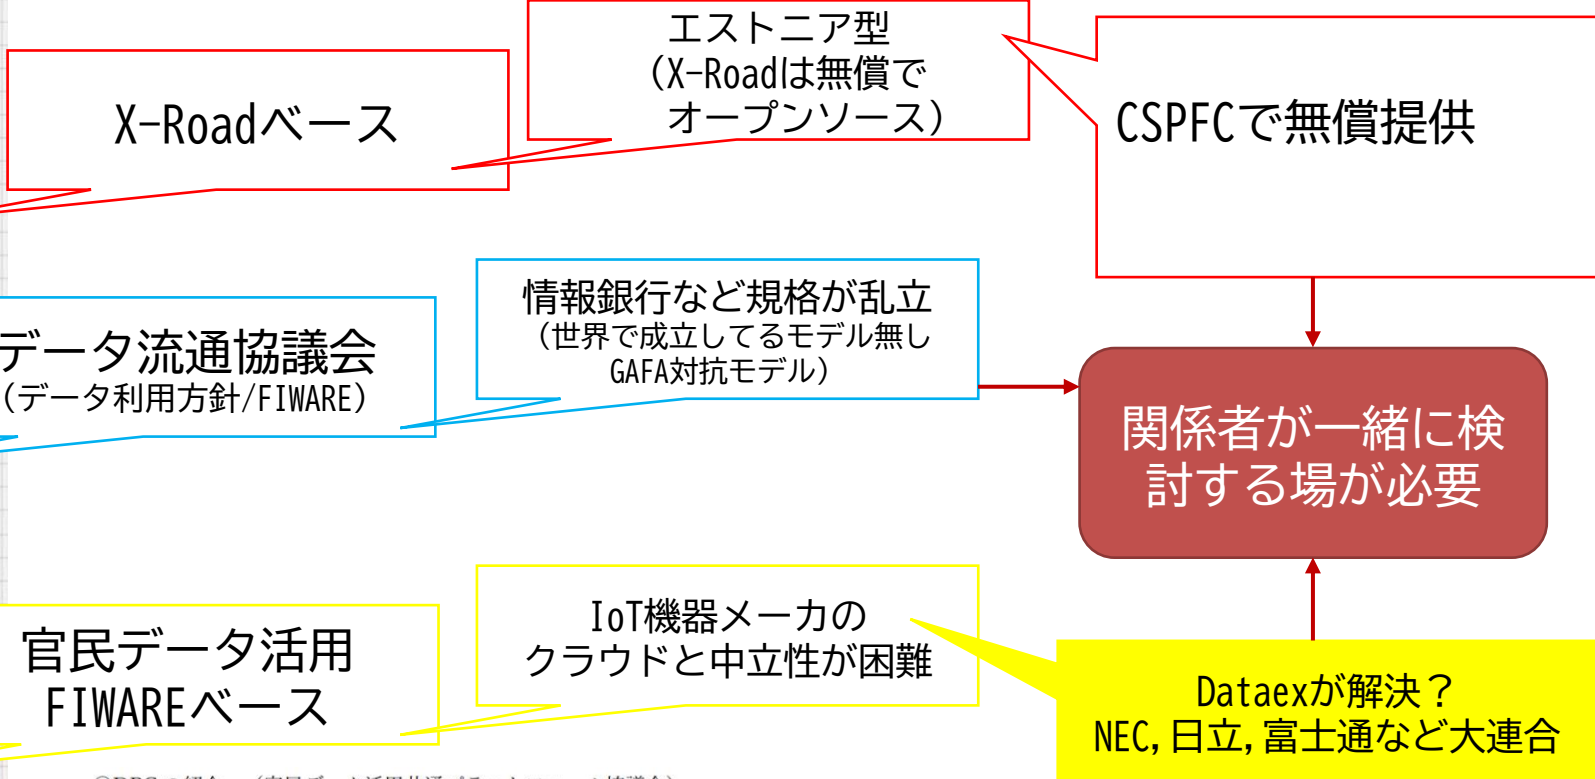 エストニア型
（X-Roadは無償で
オープンソース）
X-Roadベース
CSPFCで無償提供
情報銀行など規格が乱立
（世界で成立してるモデル無し
GAFA対抗モデル）
データ流通協議会
（データ利用方針/FIWARE）
関係者が一緒に検
討する場が必要
IoT機器メーカの
クラウドと中立性が困難
官民データ活用
FIWAREベース
Dataexが解決？
NEC,日立,富士通など大連合